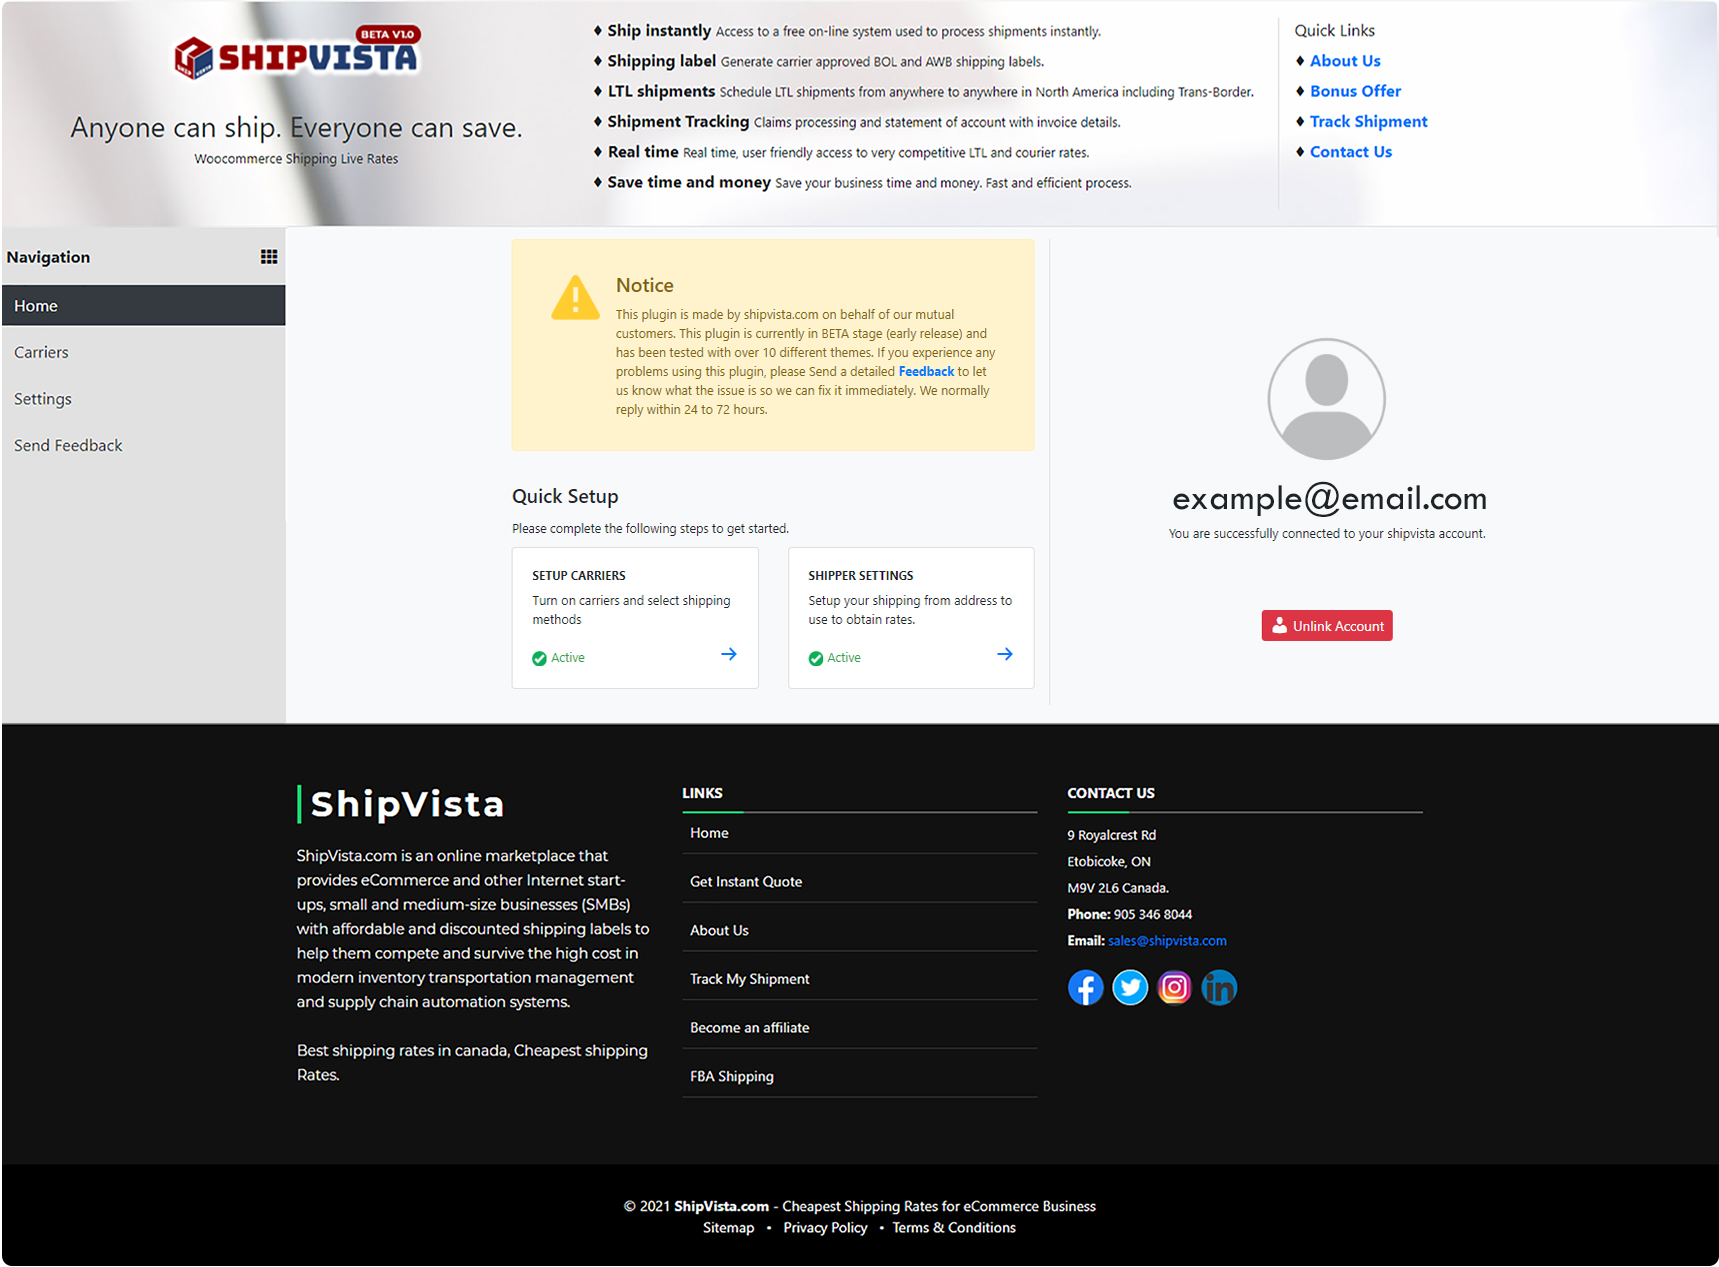 BETA V1.0
SHIPVISTA
Anyone can ship. Everyone can save.
Woocommerce Shipping Live Rates
♦ Ship instantly Access to a free on-line system used to process shipments instantly.
♦ Shipping label Generate carrier approved BOL and AWB shipping labels.
♦ LTL shipments Schedule LTL shipments from anywhere to anywhere in North America including Trans-Border.
♦ Shipment Tracking Claims processing and statement of account with invoice details.
♦ Real time Real time, user friendly access to very competitive LTL and courier rates.
♦ Save time and money Save your business time and money. Fast and efficient process.
Quick Links
♦ About Us
♦ Bonus Offer
♦ Track Shipment
♦ Contact Us
Navigation
Home
Carriers
Settings
Send Feedback
Notice
This plugin is made by shipvista.com on behalf of our mutual
customers. This plugin is currently in BETA stage (early release) and
has been tested with over 10 different themes. If you experience any
problems using this plugin, please Send a detailed Feedback to let
us know what the issue is so we can fix it immediately. We normally
reply within 24 to 72 hours.
Quick Setup
Please complete the following steps to get started.
SETUP CARRIERS
Turn on carriers and select shipping
methods
Active
SHIPPER SETTINGS
Setup your shipping from address to
use to obtain rates.
Active
example@email.com
You are successfully connected to your shipvista account.
Unlink Account
ShipVista
ShipVista.com is an online marketplace that
provides eCommerce and other Internet start-
ups, small and medium-size businesses (SMBs)
with affordable and discounted shipping labels to
help them compete and survive the high cost in
modern inventory transportation management
and supply chain automation systems.
Best shipping rates in canada, Cheapest shipping
Rates.
LINKS
Home
Get Instant Quote
About Us
Track My Shipment
Become an affiliate
FBA Shipping
CONTACT US
9 Royalcrest Rd
Etobicoke, ON
M9V 2L6 Canada.
Phone: 905 346 8044
Email: sales@shipvista.com
© 2021 ShipVista.com - Cheapest Shipping Rates for eCommerce Business
Sitemap • Privacy Policy • Terms & Conditions